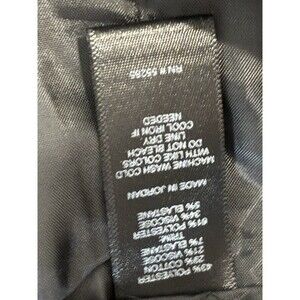 43% POLYESTER
29% COTTON
21% VISCOSE
7% ELASTANE
TRIM:
61% POLYESTER
34% VISCOSE
5% ELASTANE
MADE IN JORDAN
MACHINE WASH COLD
WITH LIKE COLORS
DO NOT BLEACH
LINE DRY
COOL IRON IF
NEEDED
RN # 55285